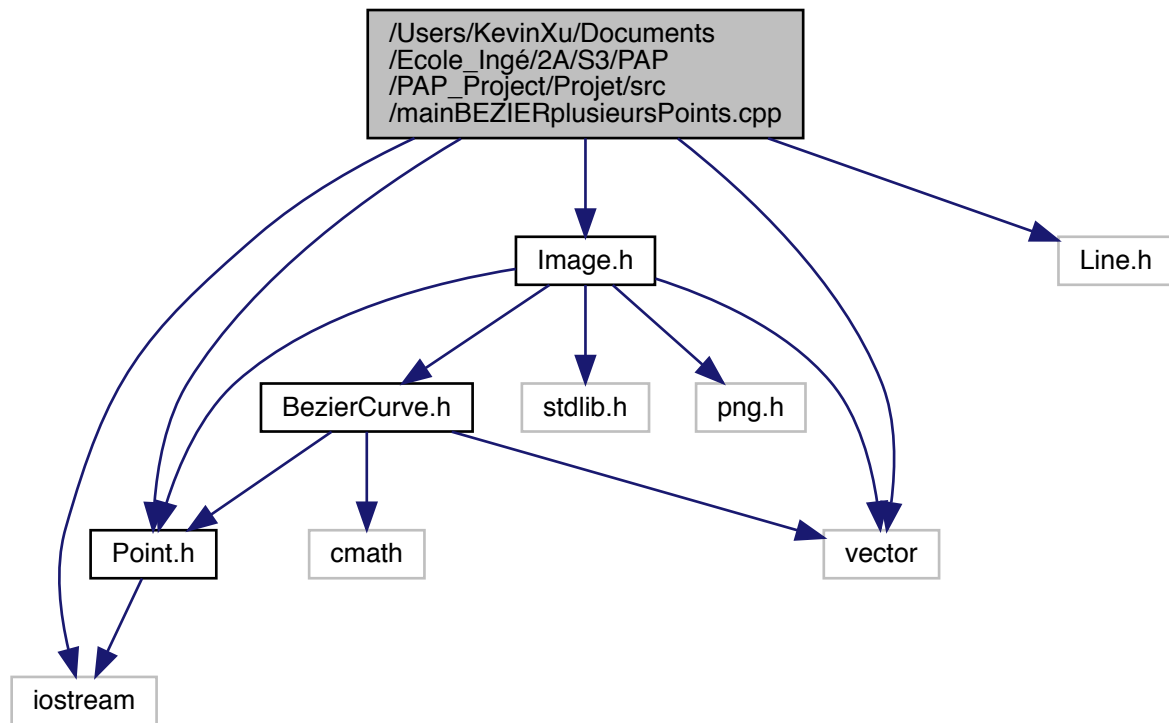 /Users/KevinXu/Documents
/Ecole_Ingé/2A/S3/PAP
/PAP_Project/Projet/src
/mainBEZIERplusieursPoints.cpp
Image.h
Line.h
BezierCurve.h
stdlib.h
png.h
Point.h
cmath
vector
iostream